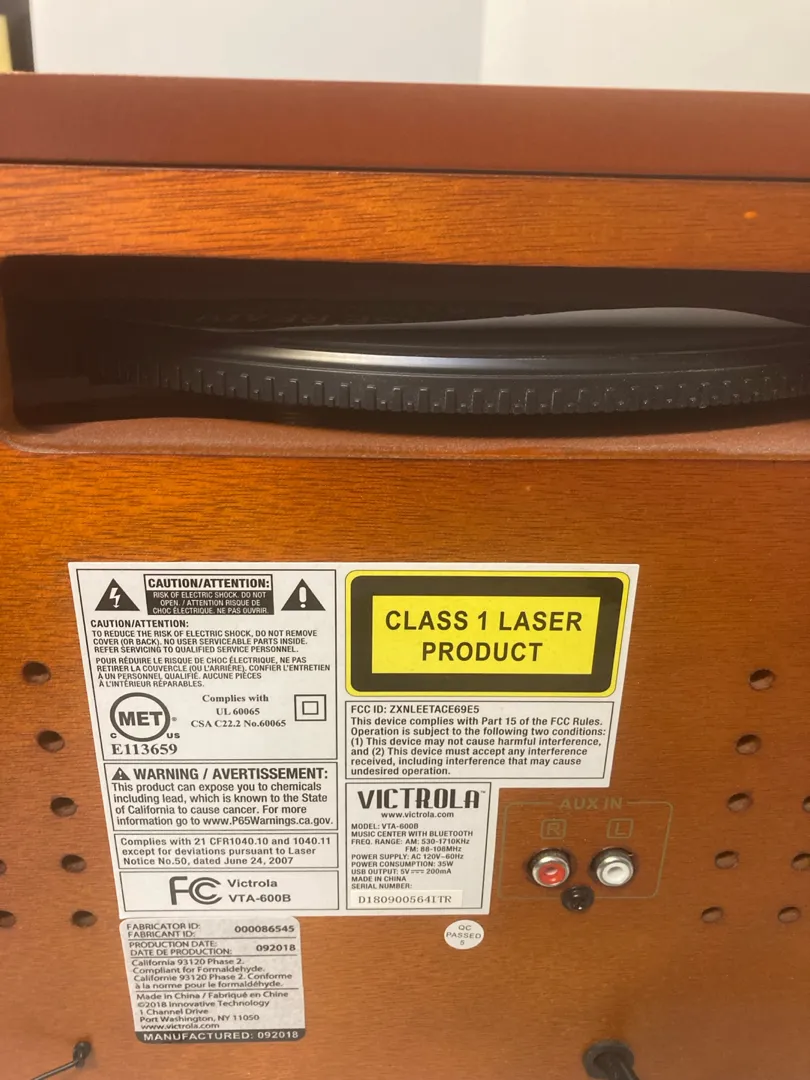 CAUTION/ATTENTION:
RISK OF ELECTRIC SHOCK. DO NOT
OPEN. / ATTENTION RISQUE DE
CHOC ÉLECTRIQUE. NE PAS OUVRIR.
CAUTION/ATTENTION:
TO REDUCE THE RISK OF ELECTRIC SHOCK, DO NOT REMOVE
COVER (OR BACK). NO USER SERVICEABLE PARTS INSIDE.
REFER SERVICING TO QUALIFIED SERVICE PERSONNEL.
POUR RÉDUIRE LE RISQUE DE CHOC ÉLECTRIQUE, NE PAS
RETIRER LA COUVERCLE (OU L'ARRIÈRE). CONFIER L'ENTRETIEN
À UN PERSONNEL QUALIFIÉ. AUCUNE PIÈCES
À L'INTÉRIEUR RÉPARABLES.
MET®
C US
E113659
Complies with
UL 60065
CSA C22.2 No.60065
WARNING / AVERTISSEMENT:
This product can expose you to chemicals
including lead, which is known to the State
of California to cause cancer. For more
information go to www.P65Warnings.ca.gov.
Complies with 21 CFR1040.10 and 1040.11
except for deviations pursuant to Laser
Notice No.50, dated June 24, 2007
FC Victrola
VTA-600B
CLASS 1 LASER
PRODUCT
FCC ID: ZXNLEETACE69E5
This device complies with Part 15 of the FCC Rules.
Operation is subject to the following two conditions:
(1) This device may not cause harmful interference,
and (2) This device must accept any interference
received, including interference that may cause
undesired operation.
VICTROLA™
www.victrola.com
MODEL: VTA-600B
MUSIC CENTER WITH BLUETOOTH
FREQ. RANGE: AM: 530-1710KHz
FM: 88-108MHz
POWER SUPPLY: AC 120V~60Hz
POWER CONSUMPTION: 35W
USB OUTPUT: 5V⎓ 200mA
MADE IN CHINA
SERIAL NUMBER:
D180900564ITR
AUX IN
R L
QC
PASSED
5
FABRICATOR ID:
FABRICANT ID: 000086545
PRODUCTION DATE:
DATE DE PRODUCTION: 092018
California 93120 Phase 2.
Compliant for Formaldehyde.
Californie 93120 Phase 2. Conforme
à la norme pour le formaldéhyde.
Made in China / Fabriqué en Chine
©2018 Innovative Technology
1 Channel Drive
Port Washington, NY 11050
www.victrola.com
MANUFACTURED: 092018